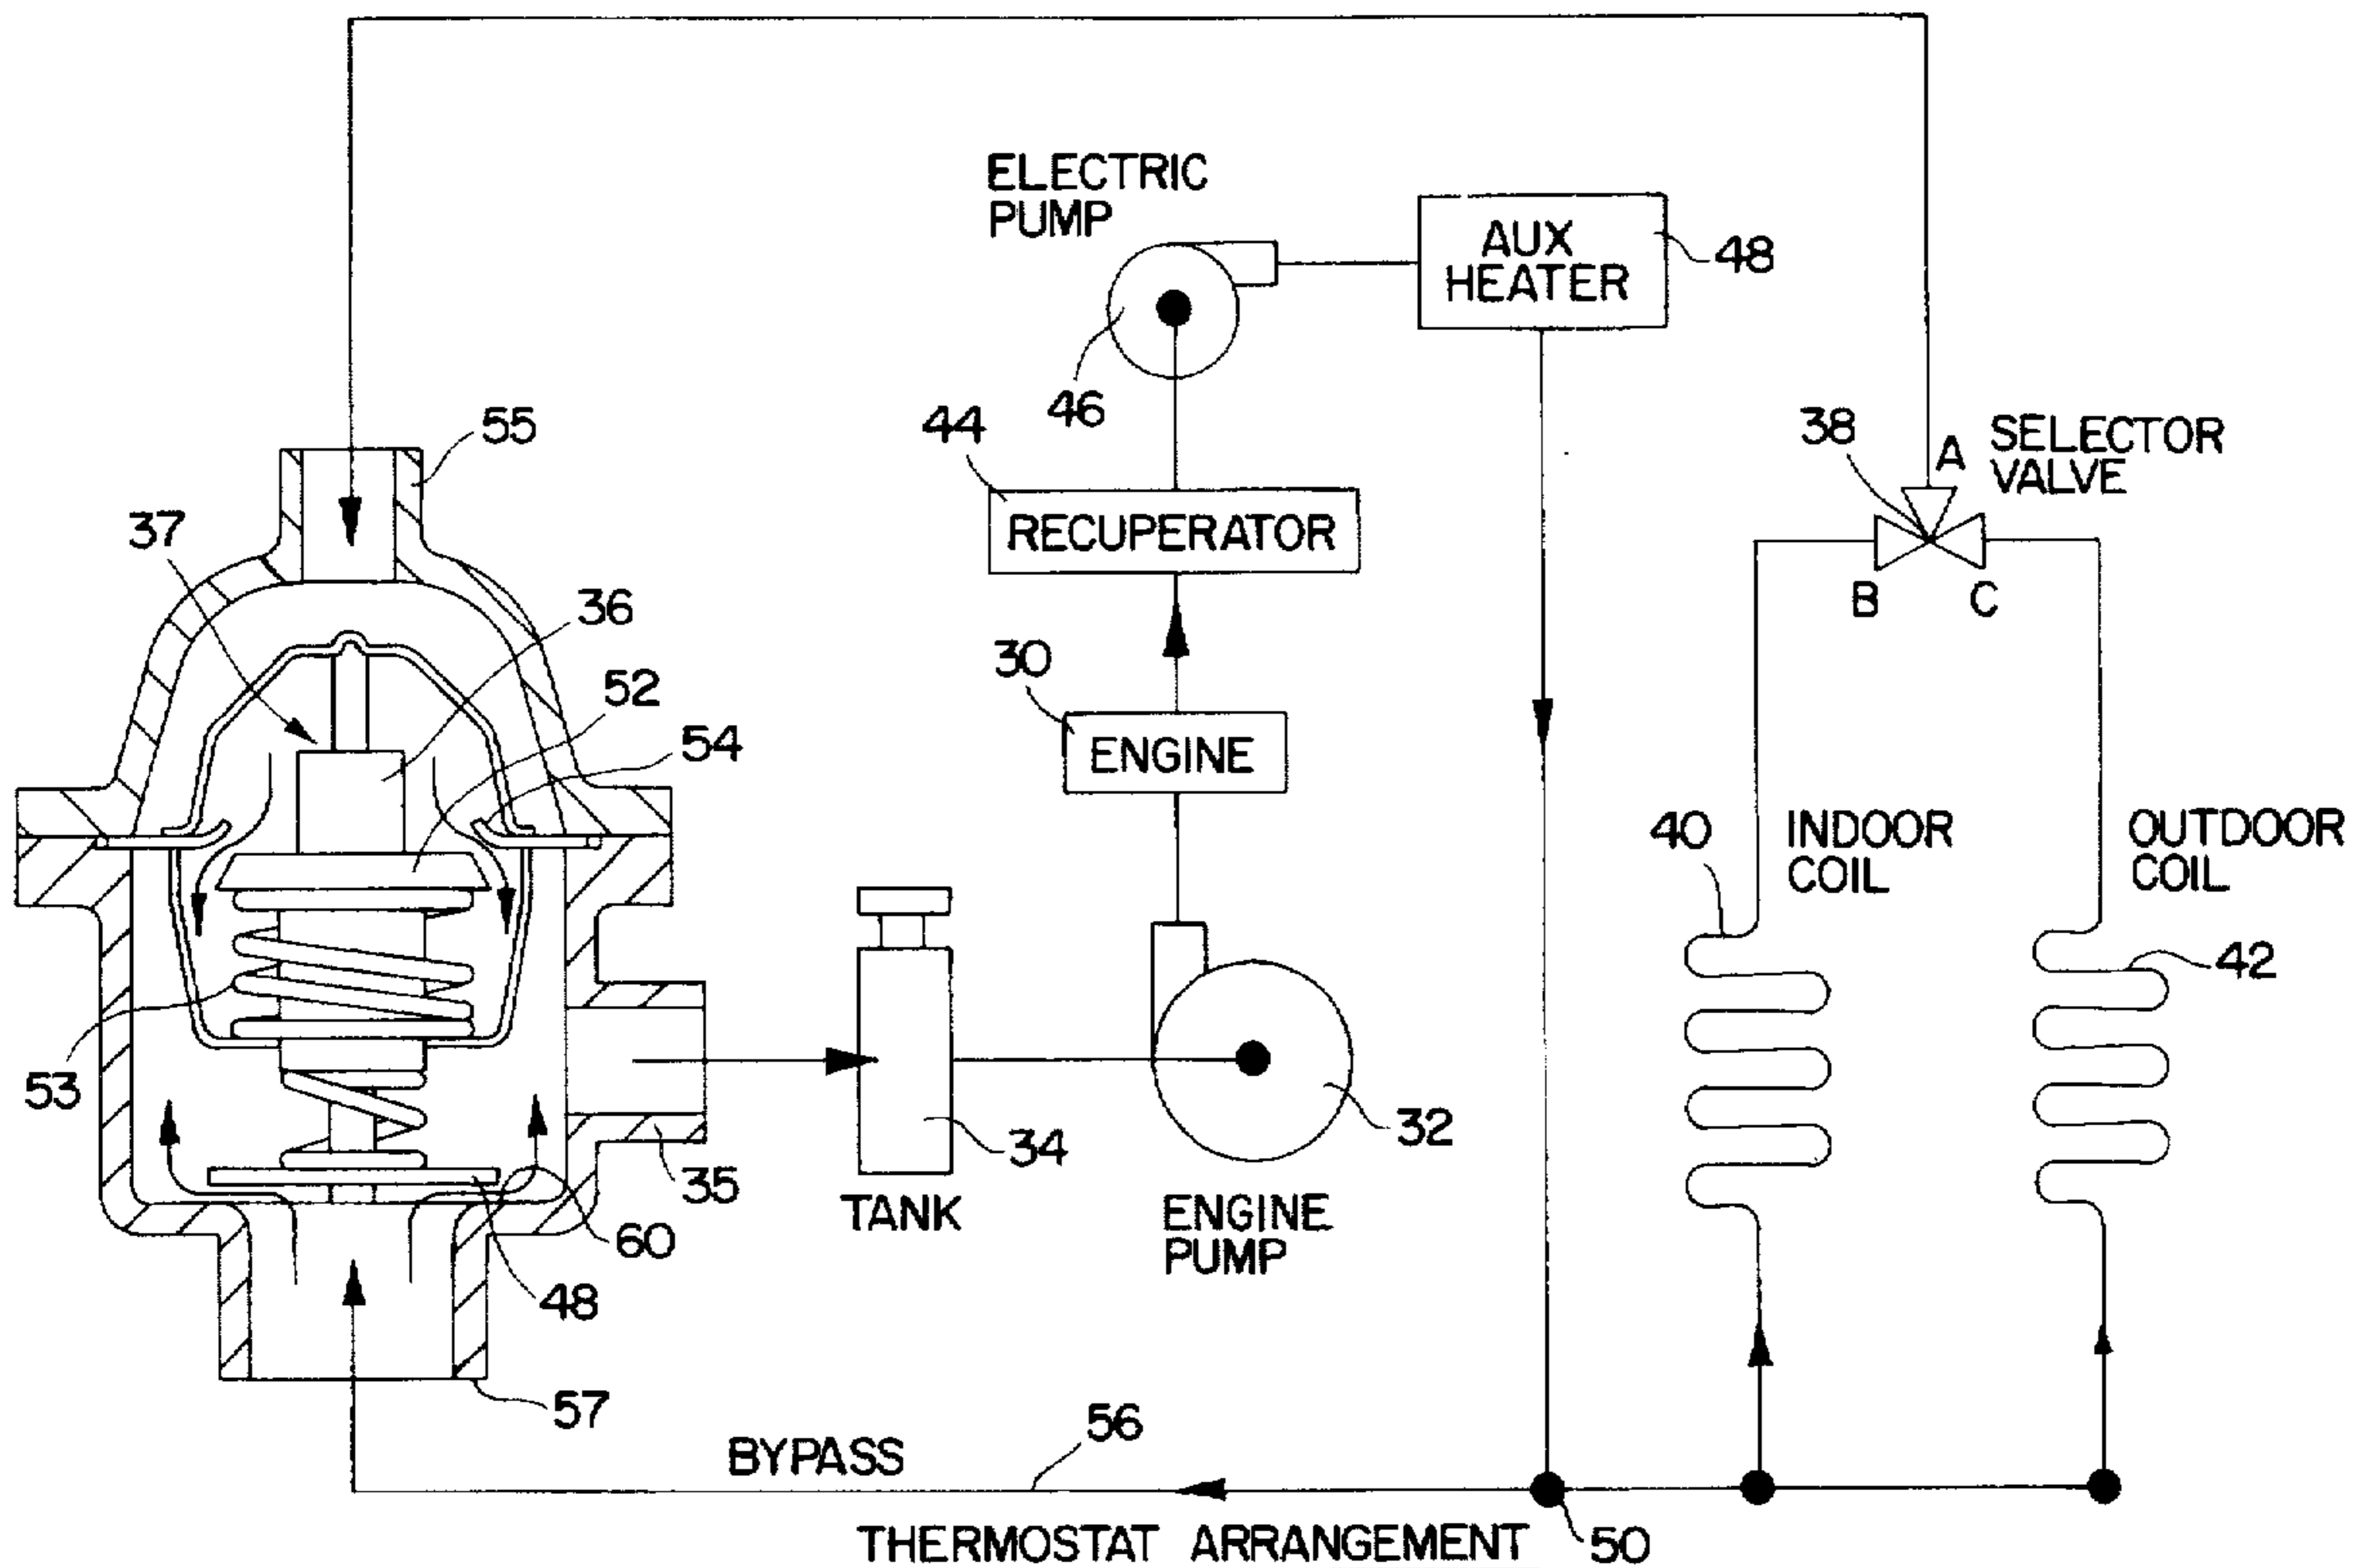 ELECTRIC
PUMP
AUX
HEATER
48
46
55
44
38
A
SELECTOR
VALVE
37
RECUPERATOR
B
C
36
30
52
54
ENGINE
40
INDOOR
COIL
OUTDOOR
COIL
42
53
32
34
35
TANK
ENGINE
PUMP
60
48
57
56
BYPASS
THERMOSTAT ARRANGEMENT
50